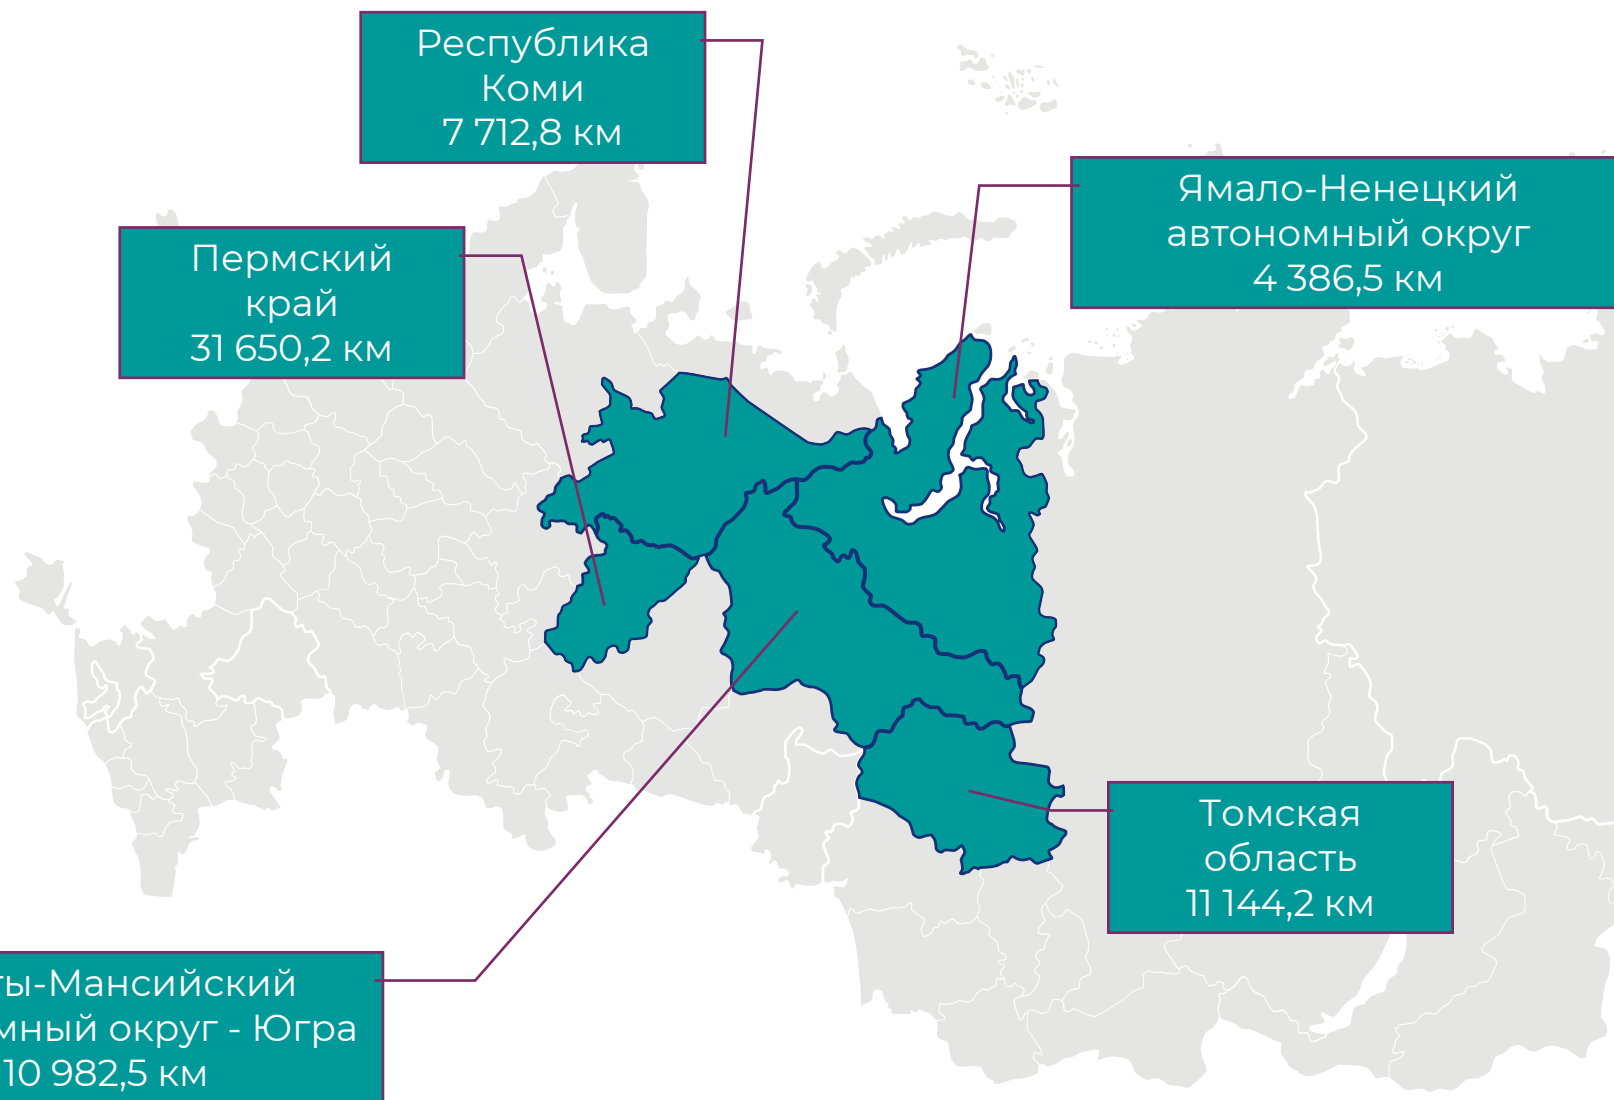 Республика
Коми
7 712,8 км
Ямало-Ненецкий
автономный округ
4 386,5 км
Пермский
край
31 650,2 км
Томская
область
11 144,2 км
ты-Мансийский
мный округ - Югра
10 982,5 км